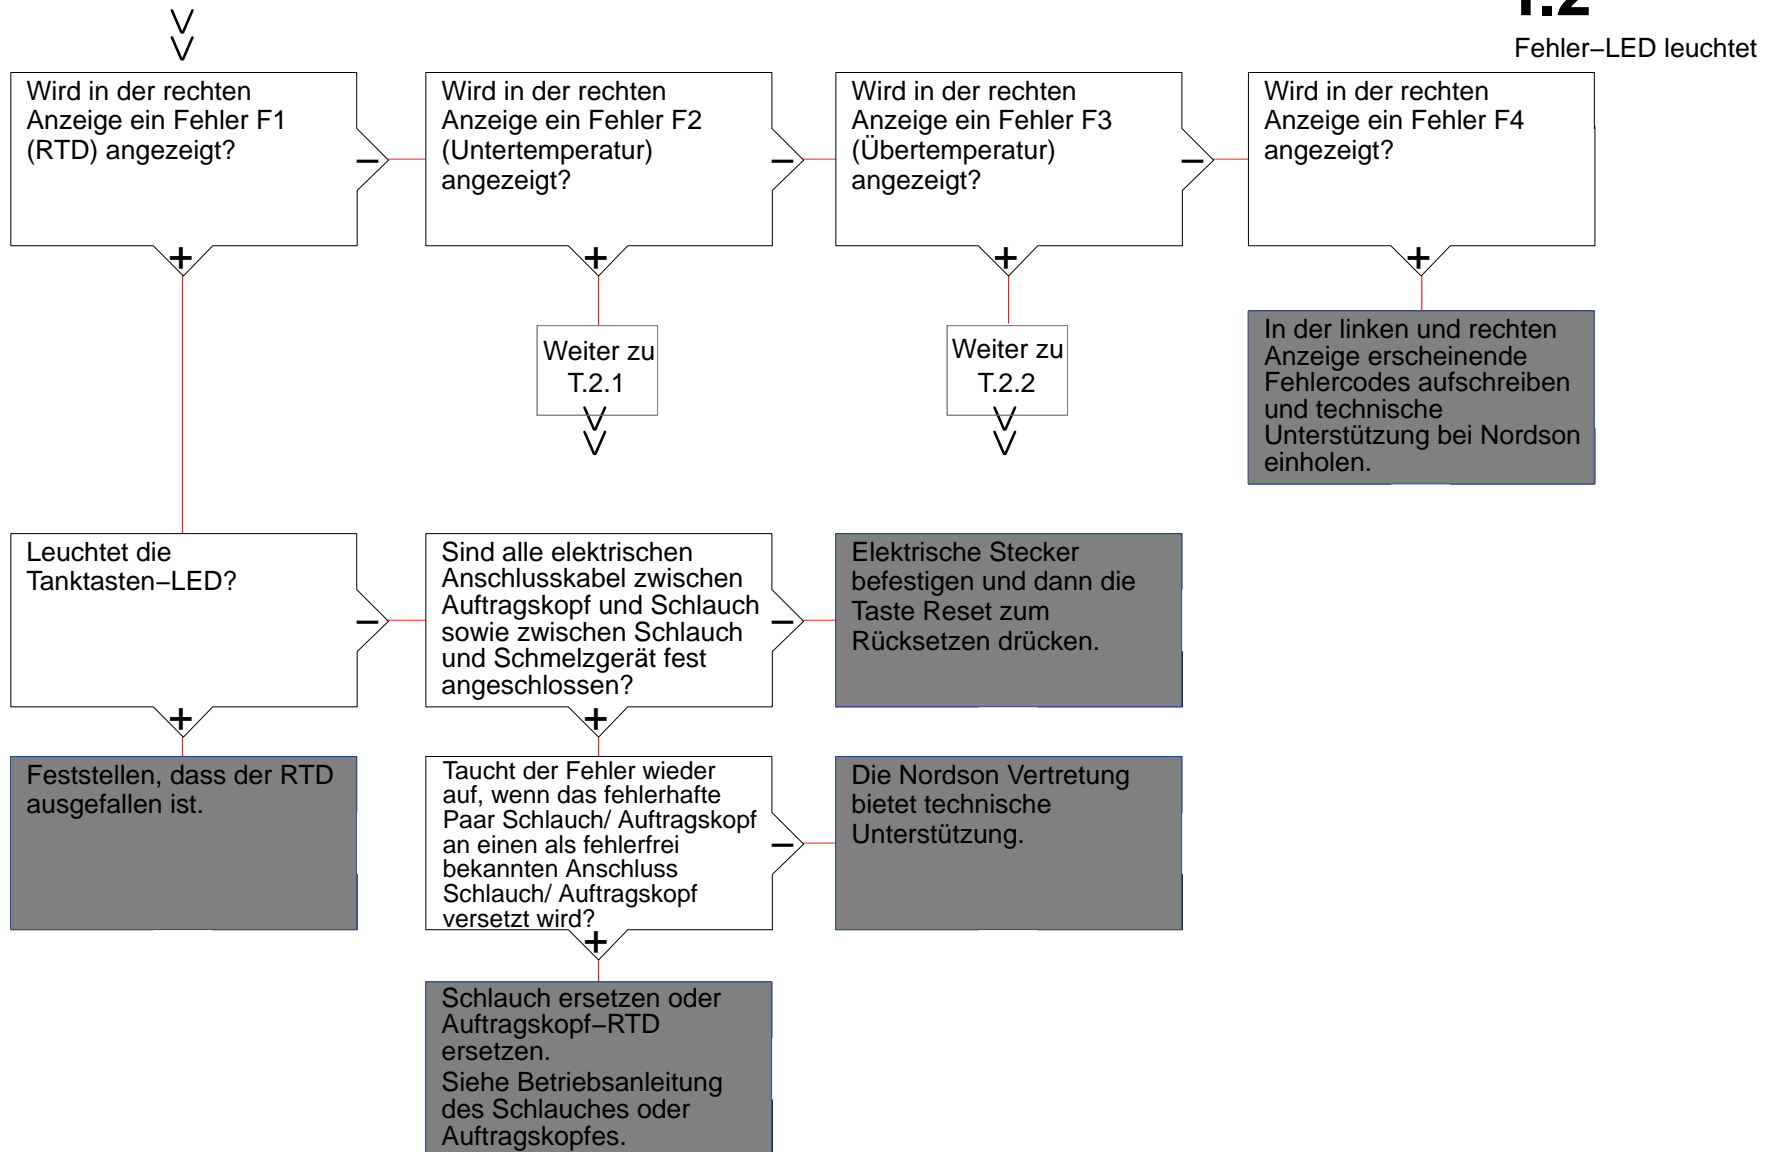 T.2
Fehler–LED leuchtet
Wird in der rechten
Anzeige ein Fehler F1
(RTD) angezeigt?
–
+
Wird in der rechten
Anzeige ein Fehler F2
(Untertemperatur)
angezeigt?
–
+
Wird in der rechten
Anzeige ein Fehler F3
(Übertemperatur)
angezeigt?
–
+
Wird in der rechten
Anzeige ein Fehler F4
angezeigt?
+
Weiter zu
T.2.1
Weiter zu
T.2.2
In der linken und rechten
Anzeige erscheinende
Fehlercodes aufschreiben
und technische
Unterstützung bei Nordson
einholen.
Leuchtet die
Tanktasten–LED?
–
+
Sind alle elektrischen
Anschlusskabel zwischen
Auftragskopf und Schlauch
sowie zwischen Schlauch
und Schmelzgerät fest
angeschlossen?
–
+
Elektrische Stecker
befestigen und dann die
Taste Reset zum
Rücksetzen drücken.
Feststellen, dass der RTD
ausgefallen ist.
Taucht der Fehler wieder
auf, wenn das fehlerhafte
Paar Schlauch/ Auftragskopf
an einen als fehlerfrei
bekannten Anschluss
Schlauch/ Auftragskopf
versetzt wird?
–
+
Die Nordson Vertretung
bietet technische
Unterstützung.
Schlauch ersetzen oder
Auftragskopf–RTD
ersetzen.
Siehe Betriebsanleitung
des Schlauches oder
Auftragskopfes.